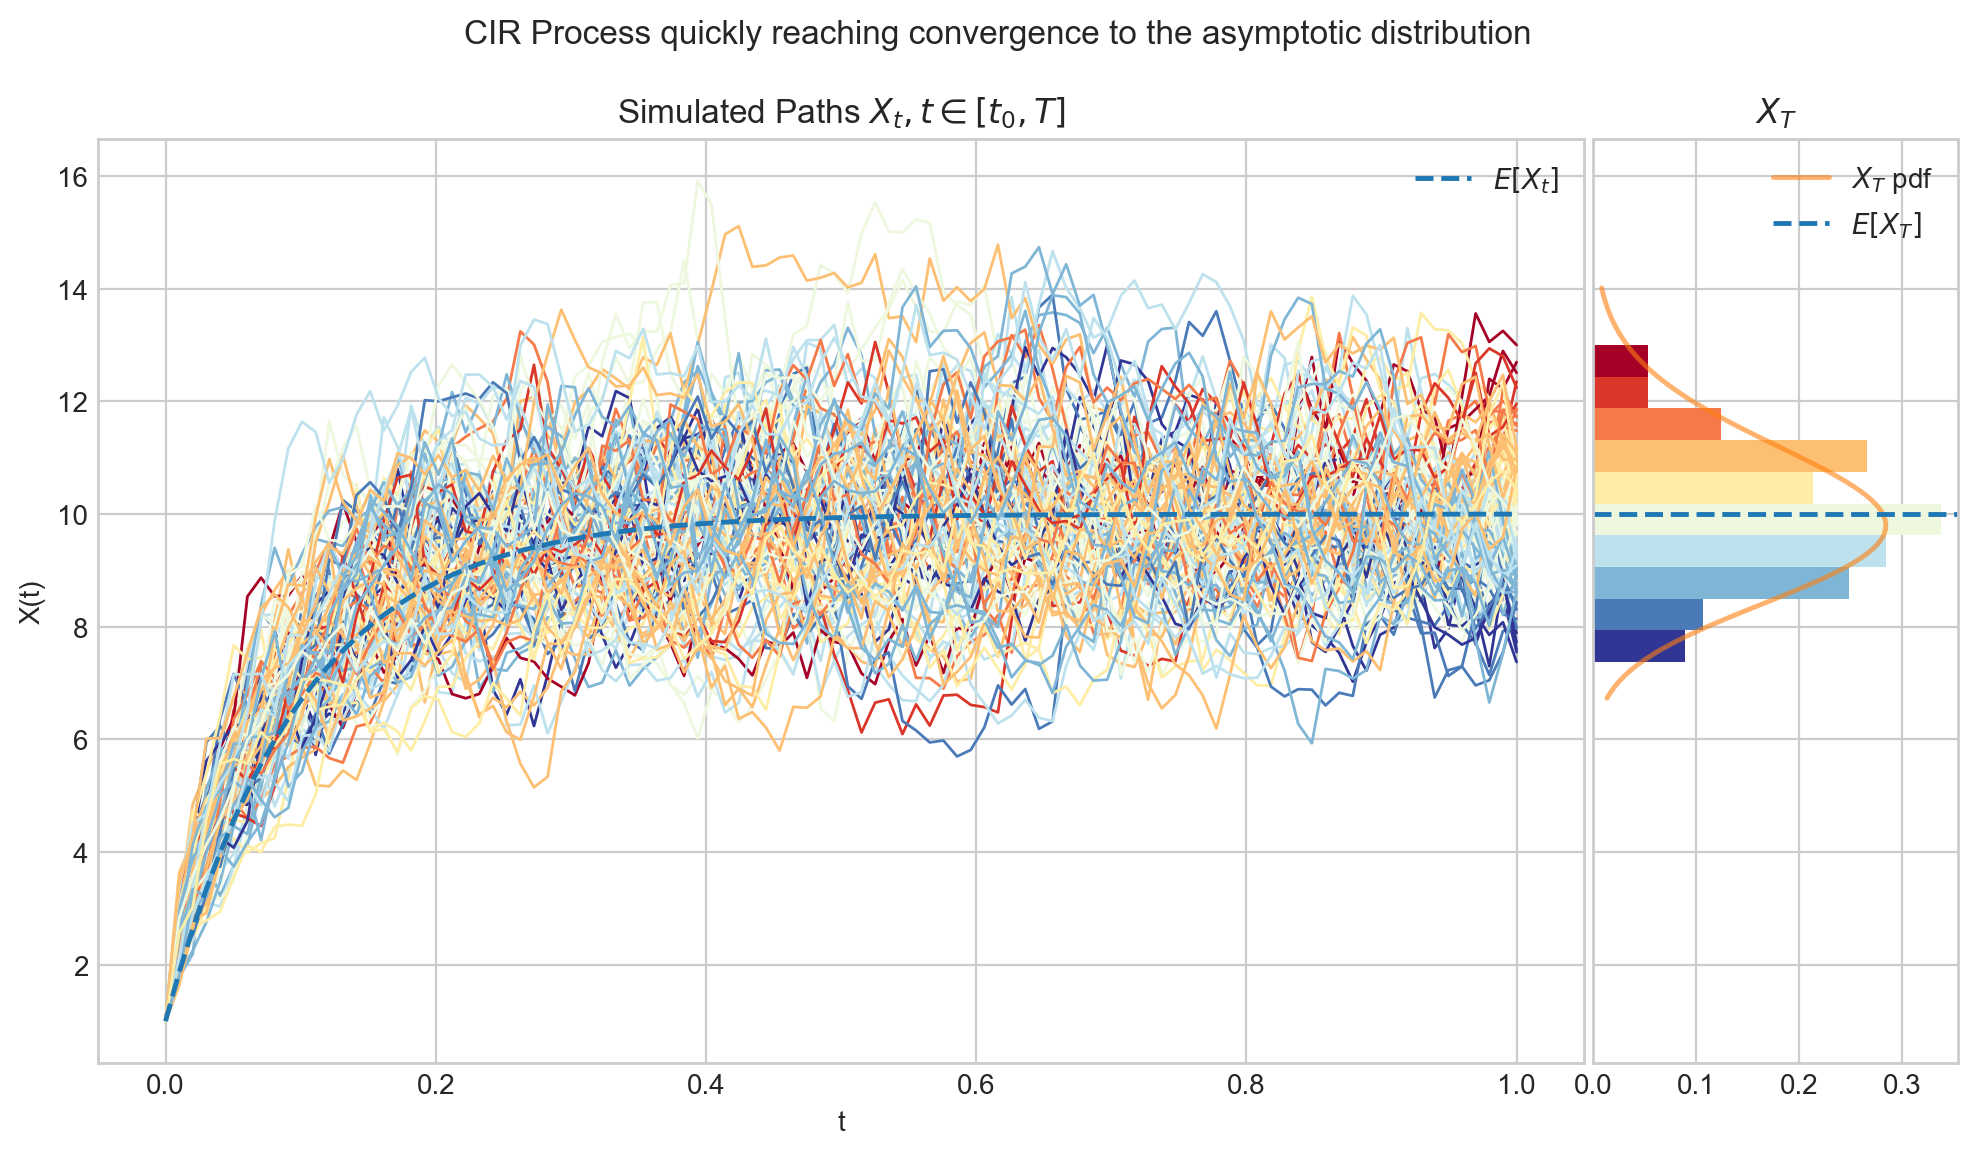 CIR Process quickly reaching convergence to the asymptotic distribution
Simulated Paths $X_t, t \in [t_0, T]$
$X_T$
$E[X_t]$
$X_T$ pdf
$E[X_T]$
X(t)
16
14
12
10
8
6
4
2
0.0 0.2 0.4 0.6 0.8 1.0
0.0 0.1 0.2 0.3
t